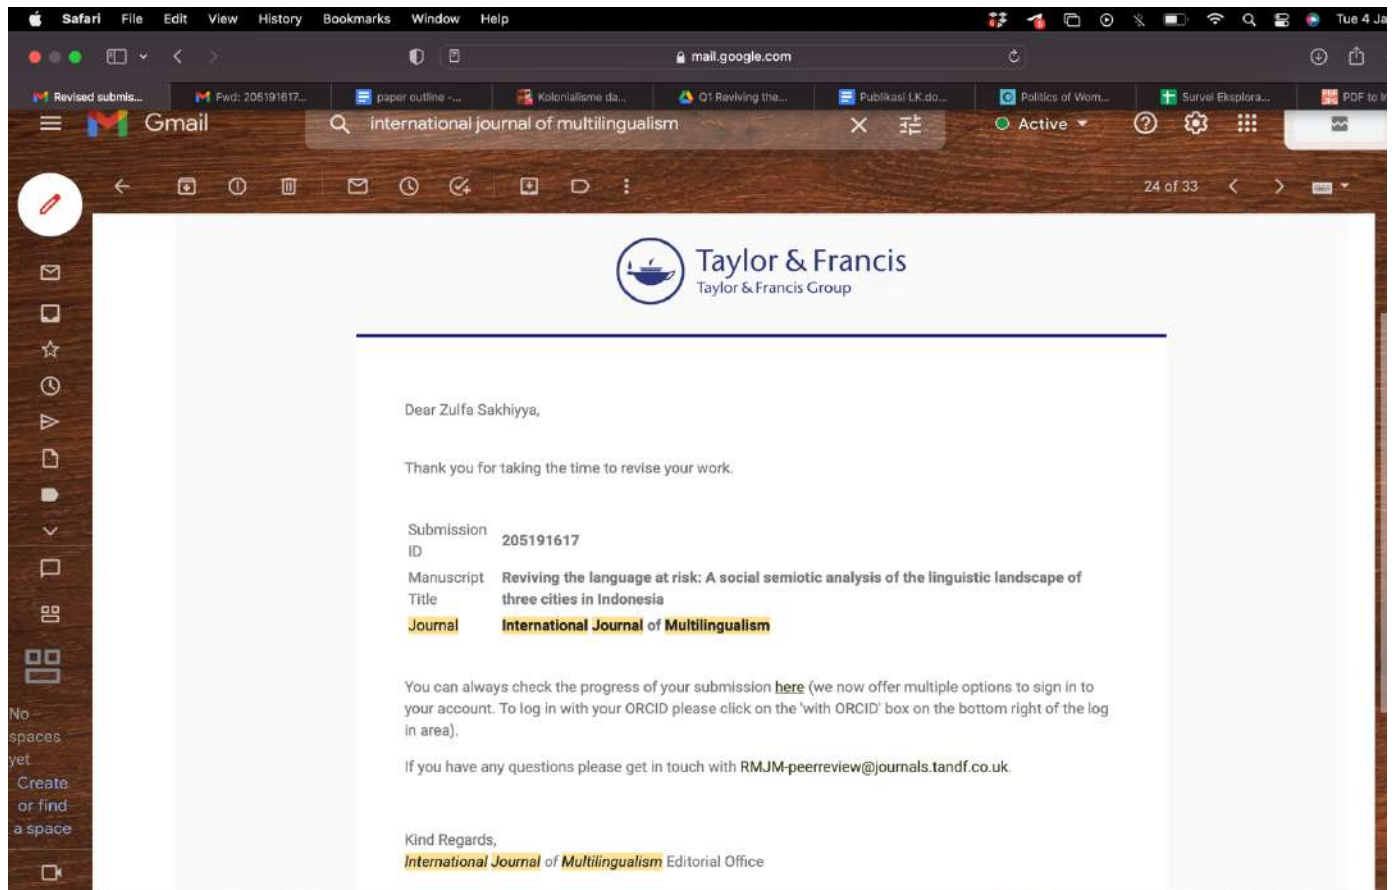 Safari File Edit View History Bookmarks Window Help Tue 4 Ja
mail.google.com
Revised submis... Fwd: 205191617... paper outline -... Kolonialisme da... Q1 Reviving the... Publikasi LK.do... Politics of Wom... Survei Eksplora... PDF to I
Gmail international journal of multilingualism Active
24 of 33
Taylor & Francis
Taylor & Francis Group
Dear Zulfa Sakhiyya,
Thank you for taking the time to revise your work.
Submission ID 205191617
Manuscript Title Reviving the language at risk: A social semiotic analysis of the linguistic landscape of
three cities in Indonesia
Journal International Journal of Multilingualism
You can always check the progress of your submission here (we now offer multiple options to sign in to
your account. To log in with your ORCID please click on the 'with ORCID' box on the bottom right of the log
in area).
If you have any questions please get in touch with RMJM-peerreview@journals.tandf.co.uk.
Kind Regards,
International Journal of Multilingualism Editorial Office
No
spaces
yet
Create
or find
a space